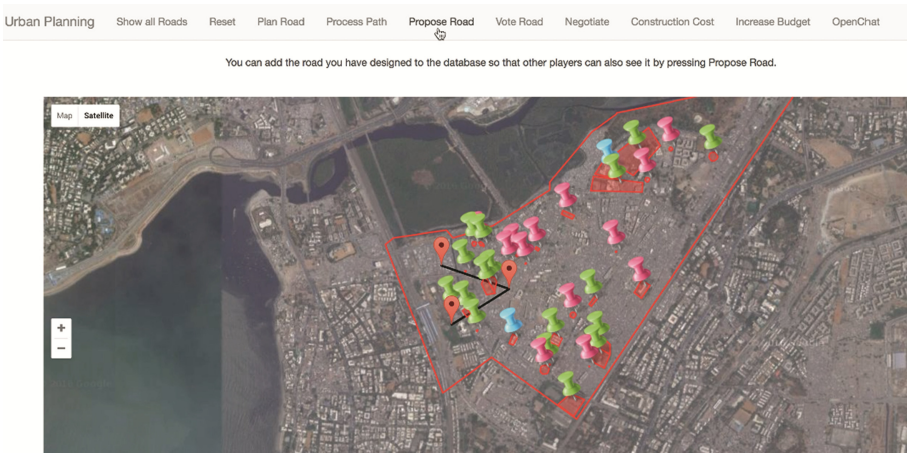 Urban Planning Show all Roads Reset Plan Road Process Path Propose Road Vote Road Negotiate Construction Cost Increase Budget OpenChat
You can add the road you have designed to the database so that other players can also see it by pressing Propose Road.
Map Satellite
+
−